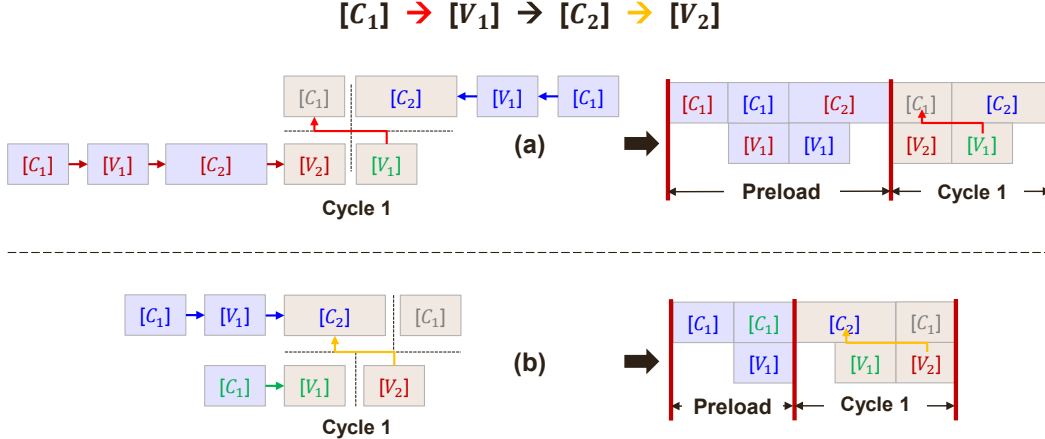 [C₁] → [V₁] → [C₂] → [V₂]
[C₁] [C₂] [V₁] [C₁]
[C₁] [V₁] [C₂] [V₂] [V₁]
Cycle 1
(a)
[C₁] [C₁] [C₂] [C₁] [C₂]
[V₁] [V₁] [V₂] [V₁]
Preload Cycle 1
[C₁] [V₁] [C₂] [C₁]
[C₁] [V₁] [V₂]
Cycle 1
(b)
[C₁] [C₁] [C₂] [C₁]
[V₁] [V₁] [V₂]
Preload Cycle 1